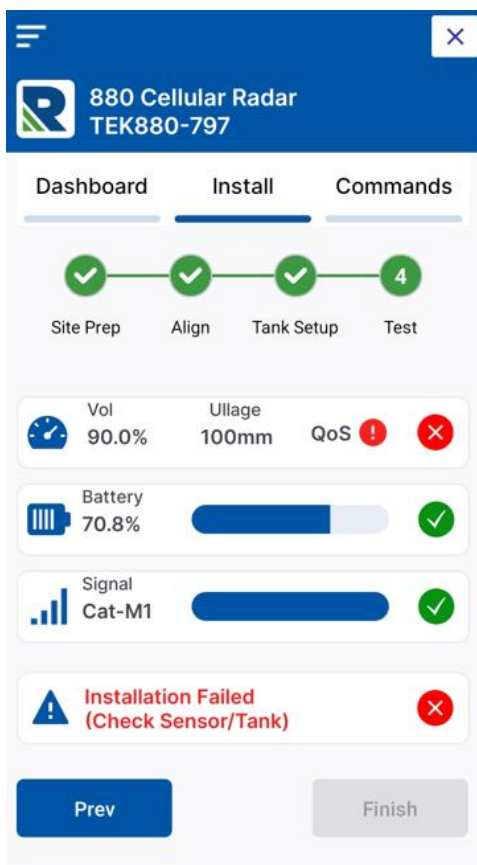 880 Cellular Radar
TEK880-797
Dashboard Install Commands
4
Site Prep Align Tank Setup Test
Vol Ullage
90.0% 100mm QoS !
Battery
70.8%
Signal
Cat-M1
Installation Failed
(Check Sensor/Tank)
Prev Finish